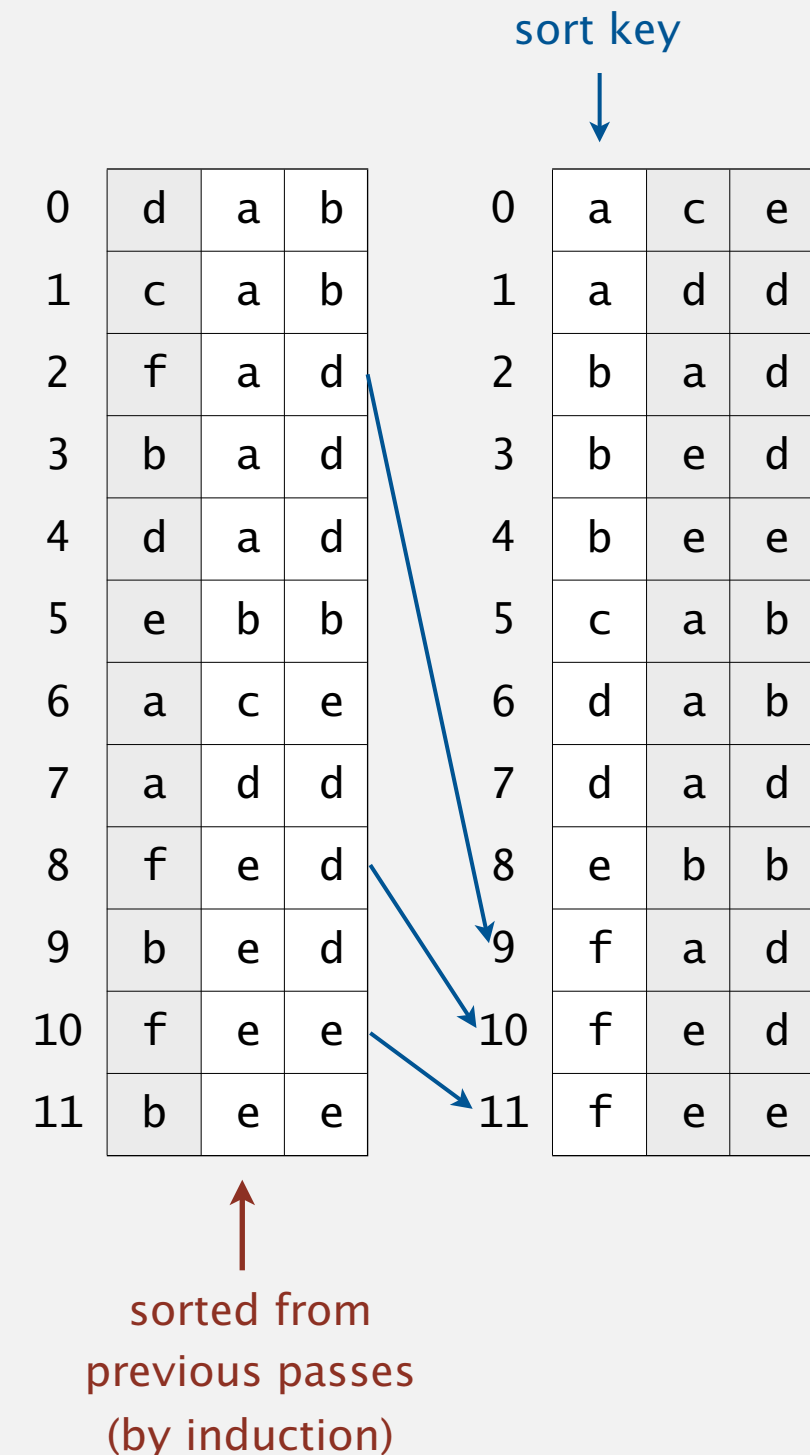 sort key
0 d a b 0 a c e
1 c a b 1 a d d
2 f a d 2 b a d
3 b a d 3 b e d
4 d a d 4 b e e
5 e b b 5 c a b
6 a c e 6 d a b
7 a d d 7 d a d
8 f e d 8 e b b
9 b e d 9 f a d
10 f e e 10 f e d
11 b e e 11 f e e
sorted from
previous passes
(by induction)